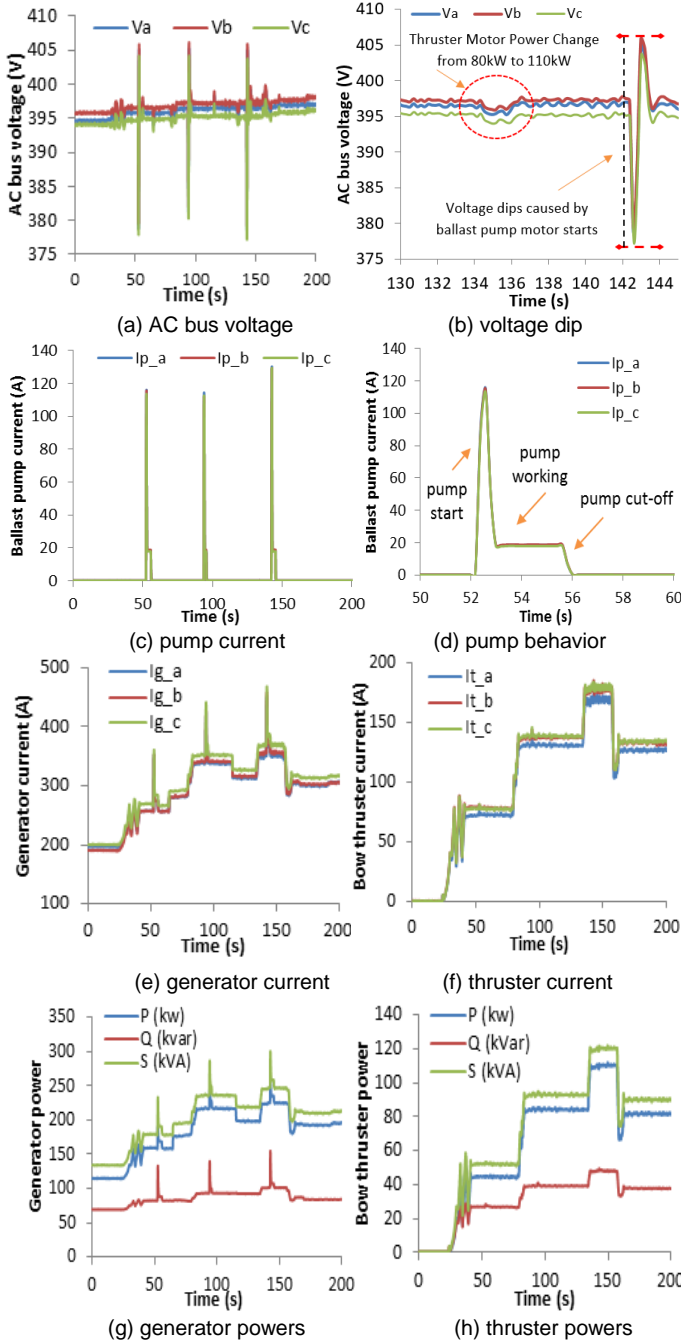 Va Vb Vc
AC bus voltage (V)
410
405
400
395
390
385
380
375
0 50 100 150 200
Time (s)
(a) AC bus voltage
Va Vb Vc
Thruster Motor Power Change
from 80kW to 110kW
AC bus voltage (V)
410
405
400
395
390
385
380
375
Voltage dips caused by
ballast pump motor starts
130 132 134 136 138 140 142 144
Time (s)
(b) voltage dip
Ip_a Ip_b Ip_c
Ballast pump current (A)
140
120
100
80
60
40
20
0
0 50 100 150 200
Time (s)
(c) pump current
Ip_a
Ip_b
Ip_c
Ballast pump current (A)
140
120
100
80
60
40
20
0
pump
start
pump
working
pump cut-off
50 52 54 56 58 60
Time (s)
(d) pump behavior
Ig_a
Ig_b
Ig_c
Generator current (A)
500
400
300
200
100
0 50 100 150 200
Time (s)
(e) generator current
It_a
It_b
It_c
Bow thruster current (A)
200
150
100
50
0
0 50 100 150 200
Time (s)
(f) thruster current
P (kw)
Q (kVar)
S (kVA)
Generator power
350
300
250
200
150
100
50
0
0 50 100 150 200
Time (s)
(g) generator powers
P (kw)
Q (kVar)
S (kVA)
Bow thruster power
140
120
100
80
60
40
20
0
0 50 100 150 200
Time (s)
(h) thruster powers